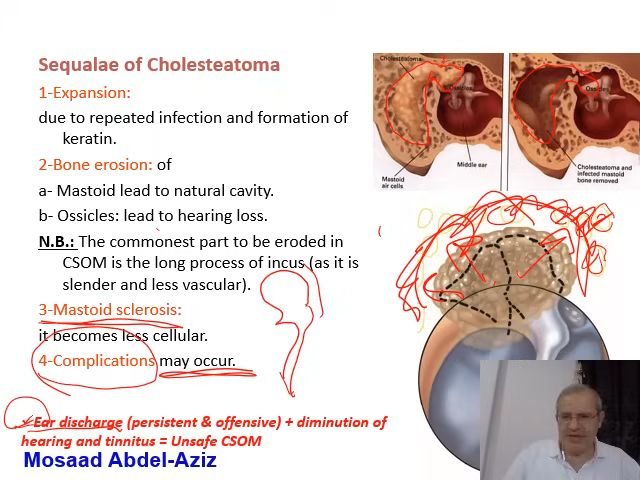 Sequalae of Cholesteatoma
1-Expansion:
due to repeated infection and formation of
keratin.
2-Bone erosion: of
a- Mastoid lead to natural cavity.
b- Ossicles: lead to hearing loss.
N.B.: The commonest part to be eroded in
CSOM is the long process of incus (as it is
slender and less vascular).
3-Mastoid sclerosis:
it becomes less cellular.
4-Complications may occur.
✓Ear discharge (persistent & offensive) + diminution of
hearing and tinnitus = Unsafe CSOM
Mosaad Abdel-Aziz
Cholesteatoma
Ossicles
Middle ear
Mastoid
air cells
Ossicles
Cholesteatoma and
infected mastoid
bone removed